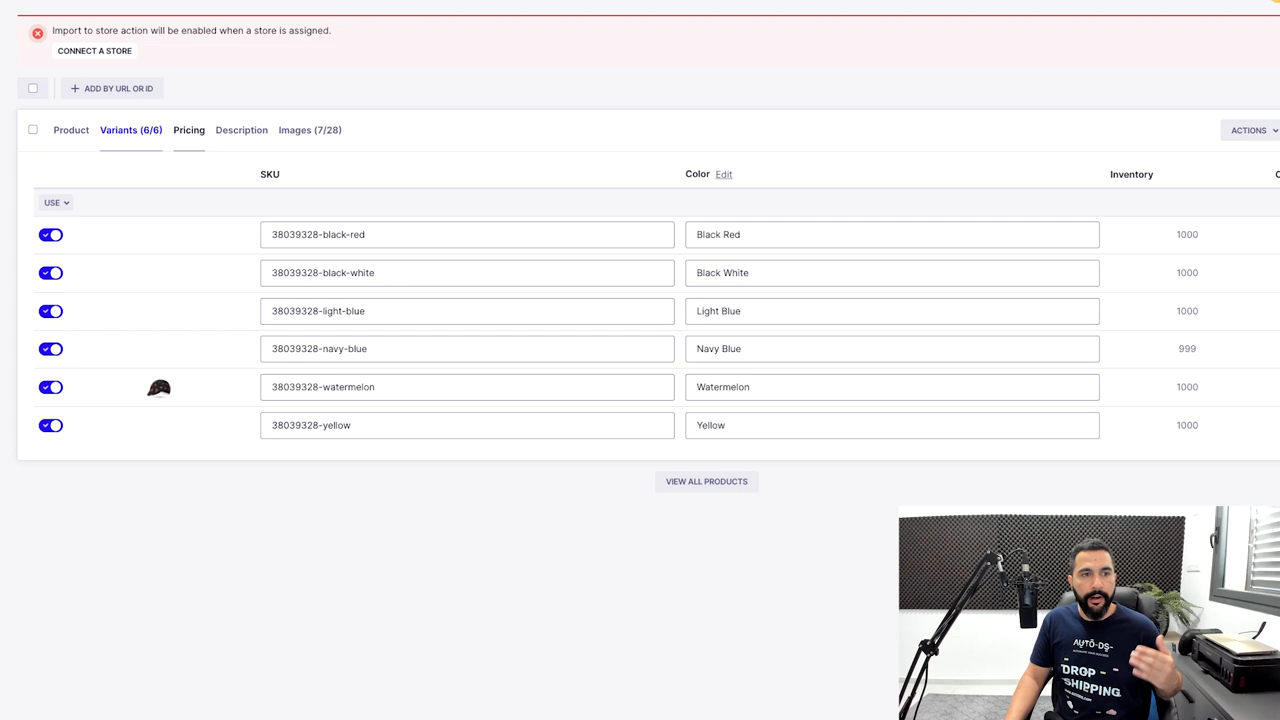 Import to store action will be enabled when a store is assigned.
CONNECT A STORE
+ ADD BY URL OR ID
Product Variants (6/6) Pricing Description Images (7/28) ACTIONS
SKU Color Edit Inventory
USE
38039328-black-red Black Red 1000
38039328-black-white Black White 1000
38039328-light-blue Light Blue 1000
38039328-navy-blue Navy Blue 999
38039328-watermelon Watermelon 1000
38039328-yellow Yellow 1000
VIEW ALL PRODUCTS
AUTO-DS-
DROP
SHIPPING